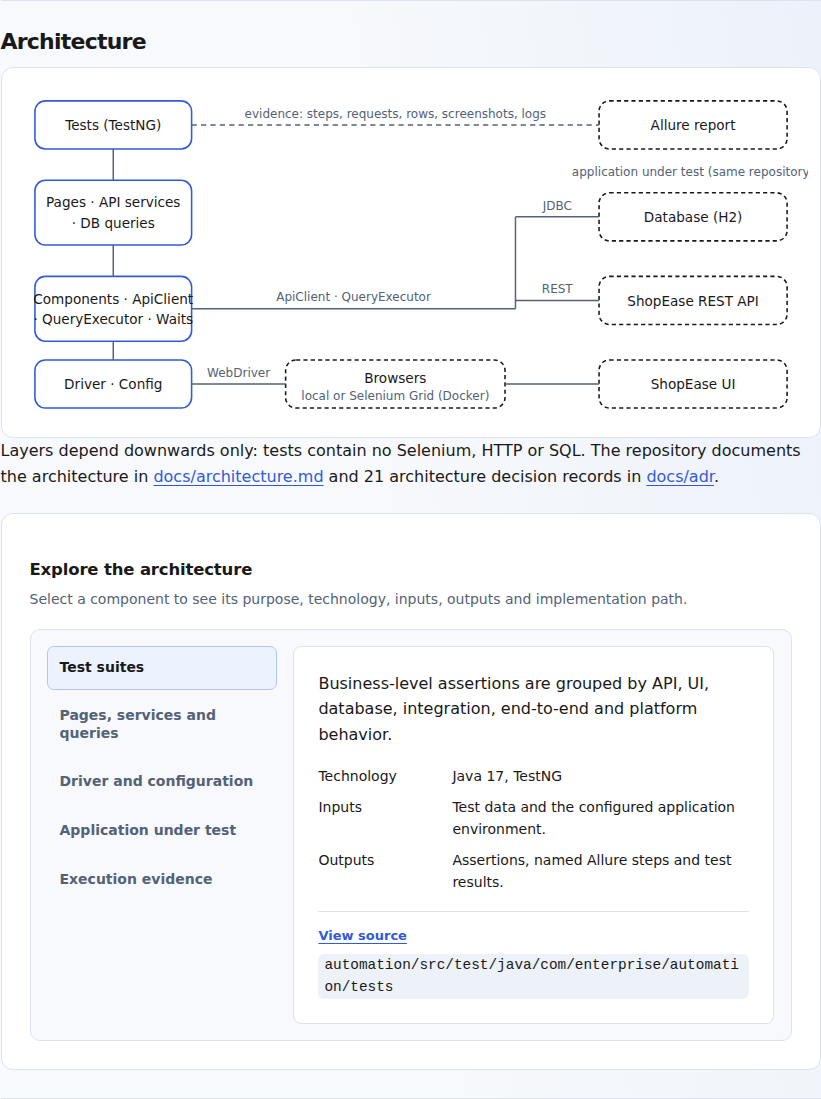 Architecture
Tests (TestNG)
evidence: steps, requests, rows, screenshots, logs
Allure report
application under test (same repository
Pages · API services
· DB queries
JDBC
Database (H2)
Components · ApiClient
· QueryExecutor · Waits
ApiClient · QueryExecutor
REST
ShopEase REST API
Driver · Config
WebDriver
Browsers
local or Selenium Grid (Docker)
ShopEase UI
Layers depend downwards only: tests contain no Selenium, HTTP or SQL. The repository documents
the architecture in docs/architecture.md and 21 architecture decision records in docs/adr.
Explore the architecture
Select a component to see its purpose, technology, inputs, outputs and implementation path.
Test suites
Pages, services and
queries
Driver and configuration
Application under test
Execution evidence
Business-level assertions are grouped by API, UI,
database, integration, end-to-end and platform
behavior.
Technology Java 17, TestNG
Inputs Test data and the configured application
environment.
Outputs Assertions, named Allure steps and test
results.
View source
automation/src/test/java/com/enterprise/automati
on/tests